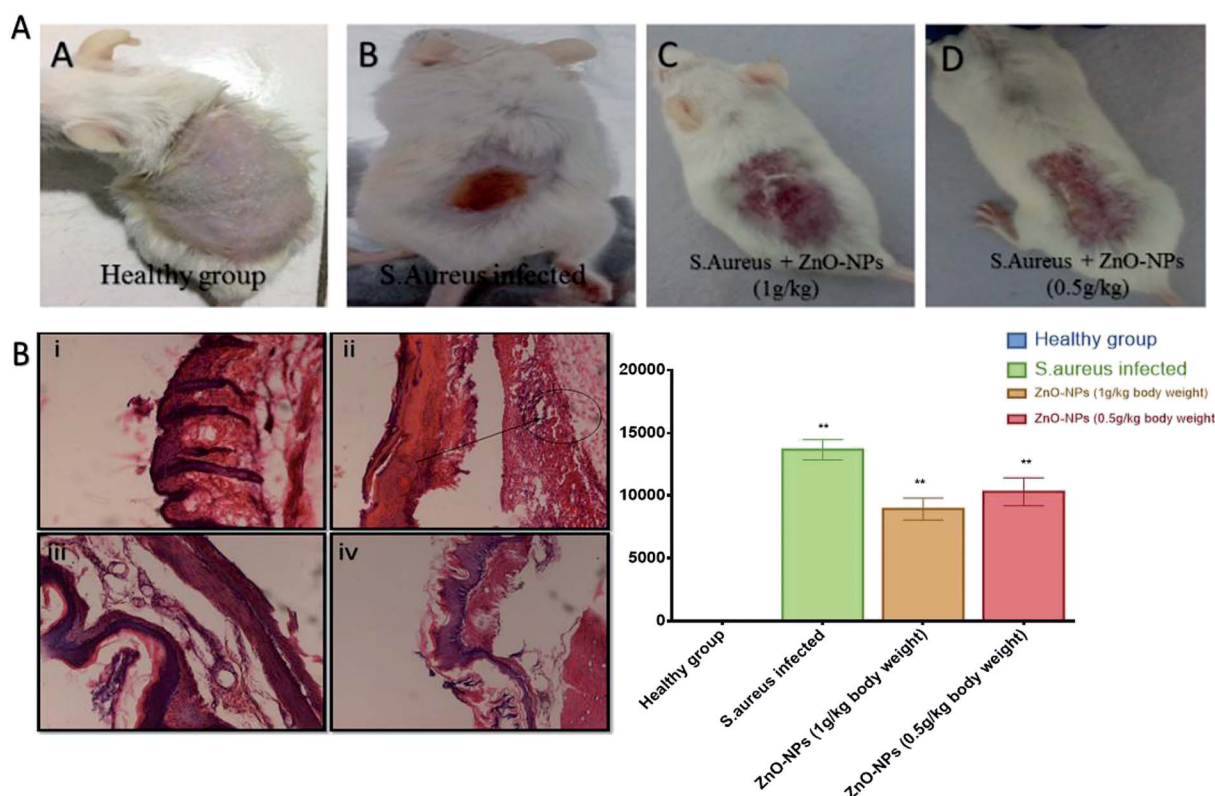 A
A
Healthy group
B
S.Aureus infected
C
S.Aureus + ZnO-NPs
(1g/kg)
D
S.Aureus + ZnO-NPs
(0.5g/kg)
B
i
ii
iii
iv
Healthy group
S.aureus infected
ZnO-NPs (1g/kg body weight)
ZnO-NPs (0.5g/kg body weight
20000
15000
10000
5000
0
**
**
**
Healthy group
S.aureus infected
ZnO-NPs (1g/kg body weight)
ZnO-NPs (0.5g/kg body weight)